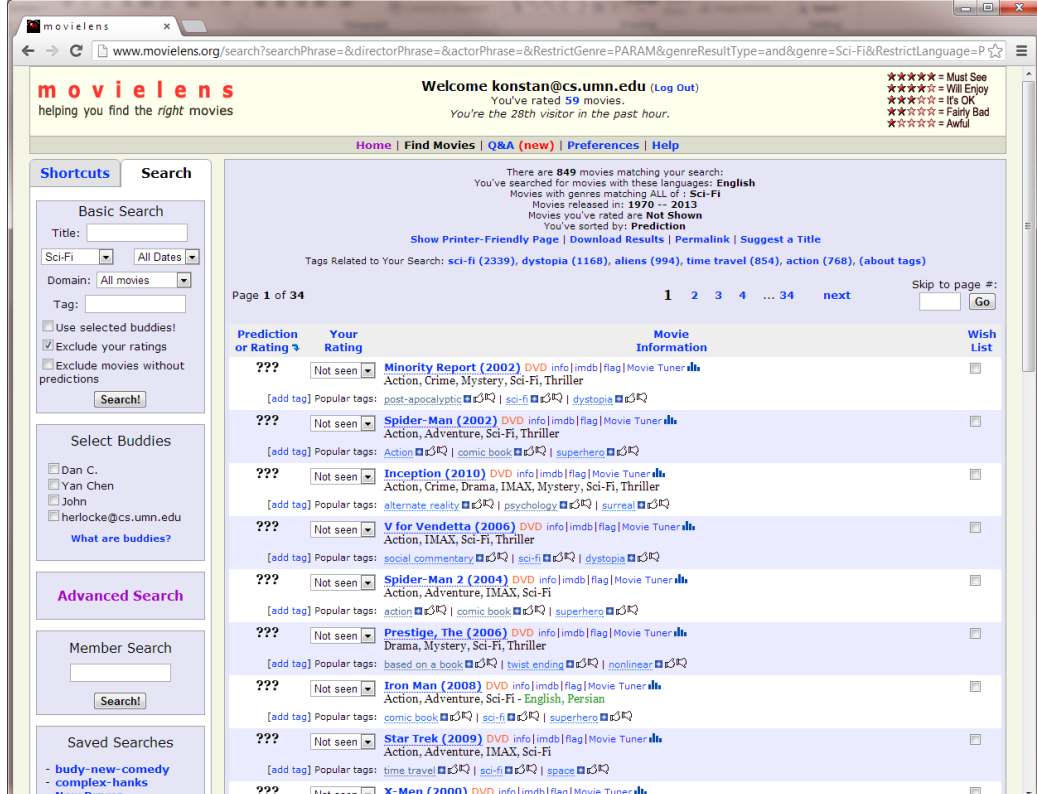 movielens
www.movielens.org/search?searchPhrase=&directorPhrase=&actorPhrase=&RestrictGenre=PARAM&genreResultType=and&genre=Sci-Fi&RestrictLanguage=P
movielens
helping you find the right movies
Welcome konstan@cs.umn.edu (Log Out)
You've rated 59 movies.
You're the 28th visitor in the past hour.
★★★★★ = Must See
★★★★☆ = Will Enjoy
★★★☆☆ = It's OK
★★☆☆☆ = Fairly Bad
★☆☆☆☆ = Awful
Home | Find Movies | Q&A (new) | Preferences | Help
Shortcuts
Search
Basic Search
Title:
Sci-Fi
All Dates
Domain: All movies
Tag:
Use selected buddies!
Exclude your ratings
Exclude movies without
predictions
Search!
Select Buddies
Dan C.
Yan Chen
John
herlocke@cs.umn.edu
What are buddies?
Advanced Search
Member Search
Search!
Saved Searches
- budy-new-comedy
- complex-hanks
There are 849 movies matching your search:
You've searched for movies with these languages: English
Movies with genres matching ALL of : Sci-Fi
Movies released in: 1970 -- 2013
Movies you've rated are Not Shown
You've sorted by: Prediction
Show Printer-Friendly Page | Download Results | Permalink | Suggest a Title
Tags Related to Your Search: sci-fi (2339), dystopia (1168), aliens (994), time travel (854), action (768), (about tags)
Page 1 of 34
1 2 3 4 ... 34 next
Skip to page #:
Go
Prediction
or Rating
Your
Rating
Movie
Information
Wish
List
??? Not seen Minority Report (2002) DVD info|imdb|flag|Movie Tuner
Action, Crime, Mystery, Sci-Fi, Thriller
[add tag] Popular tags: post-apocalyptic | sci-fi | dystopia
??? Not seen Spider-Man (2002) DVD info|imdb|flag|Movie Tuner
Action, Adventure, Sci-Fi, Thriller
[add tag] Popular tags: Action | comic book | superhero
??? Not seen Inception (2010) DVD info|imdb|flag|Movie Tuner
Action, Crime, Drama, IMAX, Mystery, Sci-Fi, Thriller
[add tag] Popular tags: alternate reality | psychology | surreal
??? Not seen V for Vendetta (2006) DVD info|imdb|flag|Movie Tuner
Action, IMAX, Sci-Fi, Thriller
[add tag] Popular tags: social commentary | sci-fi | dystopia
??? Not seen Spider-Man 2 (2004) DVD info|imdb|flag|Movie Tuner
Action, Adventure, IMAX, Sci-Fi
[add tag] Popular tags: action | comic book | superhero
??? Not seen Prestige, The (2006) DVD info|imdb|flag|Movie Tuner
Drama, Mystery, Sci-Fi, Thriller
[add tag] Popular tags: based on a book | twist ending | nonlinear
??? Not seen Iron Man (2008) DVD info|imdb|flag|Movie Tuner
Action, Adventure, Sci-Fi - English, Persian
[add tag] Popular tags: comic book | sci-fi | superhero
??? Not seen Star Trek (2009) DVD info|imdb|flag|Movie Tuner
Action, Adventure, IMAX, Sci-Fi
[add tag] Popular tags: time travel | sci-fi | space
??? Not seen X-Men (2000) DVD info|imdb|flag|Movie Tuner